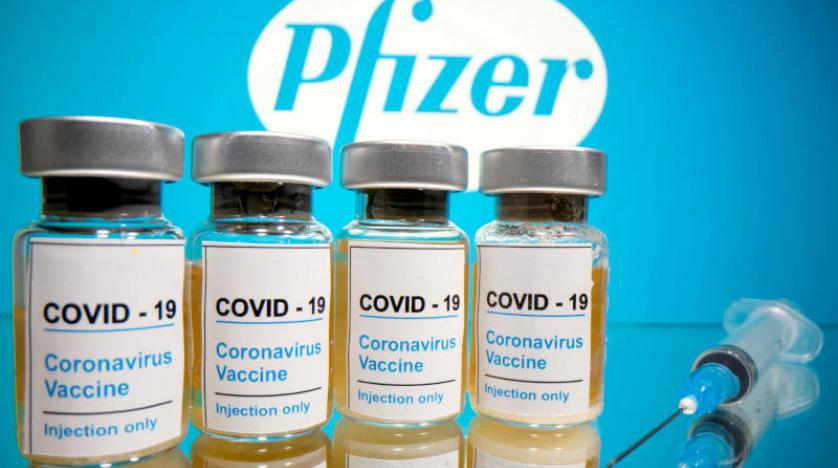 Pfizer
COVID - 19
Coronavirus
Vaccine
Injection only
COVID - 19
Coronavirus
Vaccine
Injection only
COVID - 19
Coronavirus
Vaccine
Injection only
COVID - 19
Coronavirus
Vaccine
Injection only